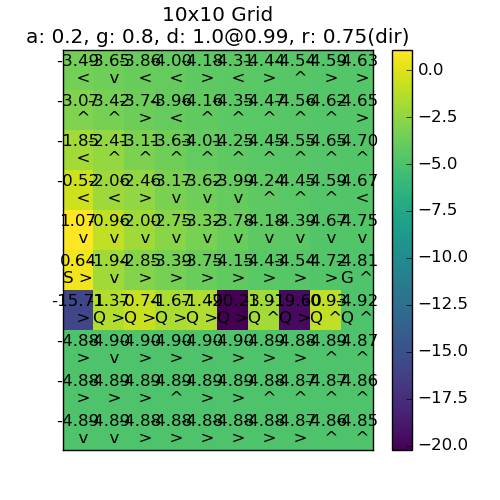 10x10 Grid
a: 0.2, g: 0.8, d: 1.0@0.99, r: 0.75(dir)
-3.49 -3.65 -3.86 -4.00 -4.18 -4.31 -4.44 -4.54 -4.59 -4.63
< v < < > < > ^ > >
-3.07 -3.42 -3.74 -3.96 -4.16 -4.35 -4.47 -4.56 -4.62 -4.65
^ ^ > < ^ ^ ^ ^ ^ >
-1.85 -2.41 -3.11 -3.63 -4.01 -4.25 -4.45 -4.55 -4.65 -4.70
< ^ ^ ^ ^ ^ ^ ^ ^ ^
-0.52 -2.06 -2.46 -3.17 -3.62 -3.99 -4.24 -4.45 -4.59 -4.67
< < > v v v ^ ^ ^ <
1.07 -0.96 -2.00 -2.75 -3.32 -3.78 -4.18 -4.39 -4.67 -4.75
v v v v v v v v v v
0.64 -1.94 -2.85 -3.39 -3.75 -4.15 -4.43 -4.54 -4.72 -4.81
S > v > > > > > > > G ^
-15.71 -1.37 -0.74 -1.67 -1.49 -1.91 -19.60 -0.93 -4.92
> Q > Q > Q > Q > Q > Q ^ Q > Q ^ Q ^
-4.88 -4.90 -4.90 -4.90 -4.90 -4.90 -4.89 -4.88 -4.89 -4.87
> v > > > > > > ^ ^
-4.88 -4.89 -4.89 -4.89 -4.89 -4.88 -4.88 -4.87 -4.87 -4.86
> > > ^ > > ^ ^ ^ ^
-4.89 -4.89 -4.88 -4.88 -4.88 -4.88 -4.88 -4.87 -4.86 -4.85
v v > > > > > > ^ ^
0.0
−2.5
−5.0
−7.5
−10.0
−12.5
−15.0
−17.5
−20.0